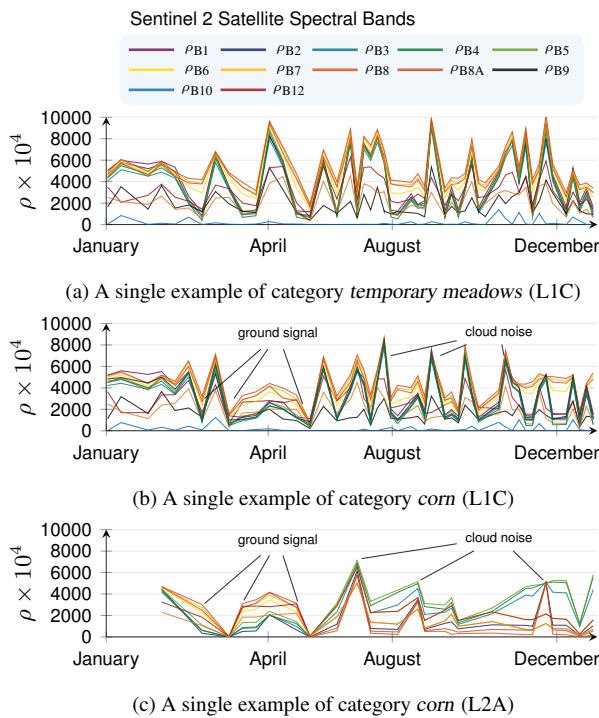 Sentinel 2 Satellite Spectral Bands
ρB1 ρB2 ρB3 ρB4 ρB5
ρB6 ρB7 ρB8 ρB8A ρB9
ρB10 ρB12
10000
8000
6000
4000
2000
0
ρ × 10⁴
January April August December
(a) A single example of category temporary meadows (L1C)
10000
8000
6000
4000
2000
0
ρ × 10⁴
ground signal cloud noise
January April August December
(b) A single example of category corn (L1C)
10000
8000
6000
4000
2000
0
ρ × 10⁴
ground signal cloud noise
January April August December
(c) A single example of category corn (L2A)